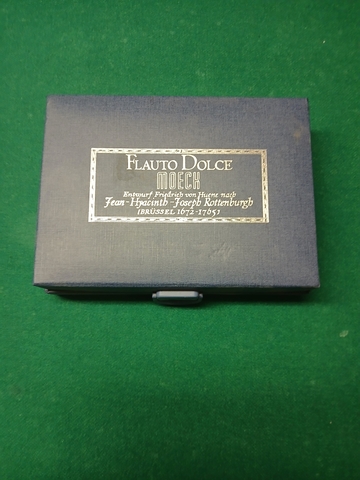 FLAUTO DOLCE
MOECK
Entwurf Friedrich von Huene nach
Jean-Hyacinth-Joseph Rottenburgh
(BRÜSSEL 1672-1765)